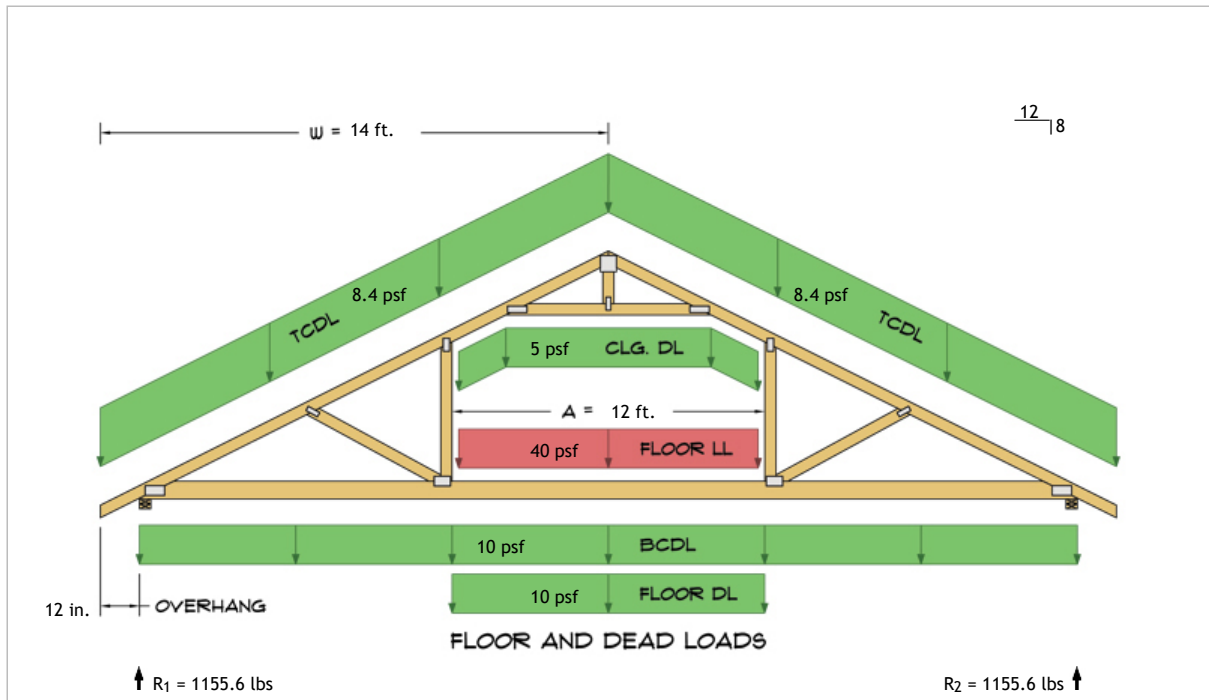 W = 14 ft.
12
8
8.4 psf
8.4 psf
TCDL
TCDL
5 psf CLG. DL
A = 12 ft.
40 psf FLOOR LL
10 psf BCDL
10 psf FLOOR DL
12 in. OVERHANG
FLOOR AND DEAD LOADS
R1 = 1155.6 lbs
R2 = 1155.6 lbs